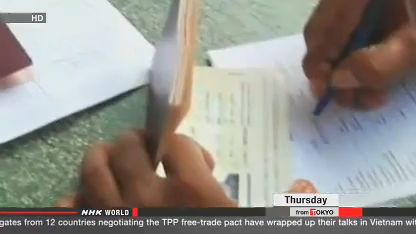 HD
Thursday
from TOKYO
NHK WORLD
gates from 12 countries negotiating the TPP free-trade pact have wrapped up their talks in Vietnam wit